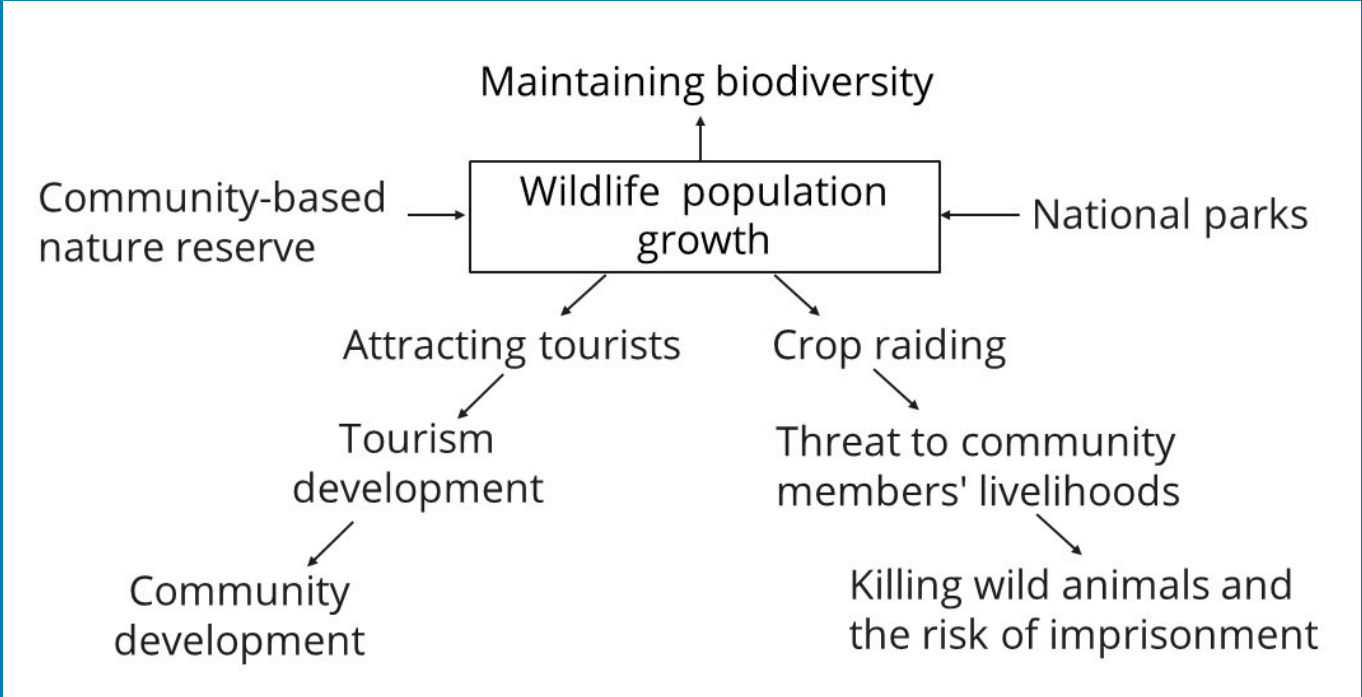 Maintaining biodiversity
Community-based
nature reserve
Wildlife population
growth
National parks
Attracting tourists
Crop raiding
Tourism
development
Threat to community
members' livelihoods
Community
development
Killing wild animals and
the risk of imprisonment